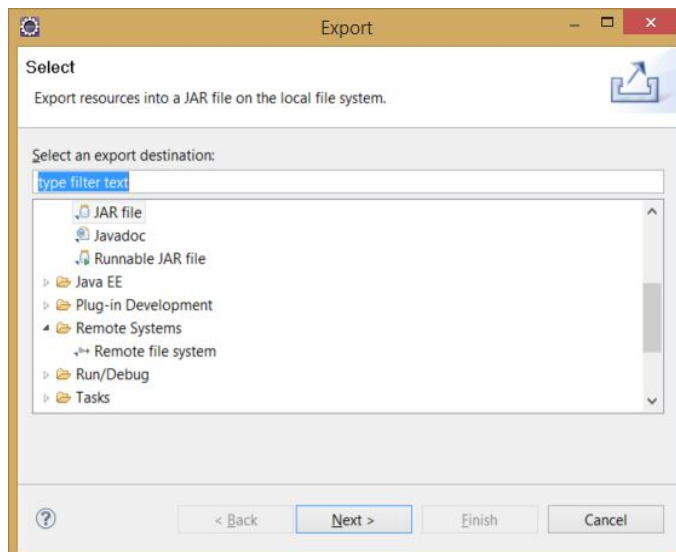 Export
Select
Export resources into a JAR file on the local file system.
Select an export destination:
type filter text
JAR file
Javadoc
Runnable JAR file
Java EE
Plug-in Development
Remote Systems
Remote file system
Run/Debug
Tasks
< Back Next > Finish Cancel